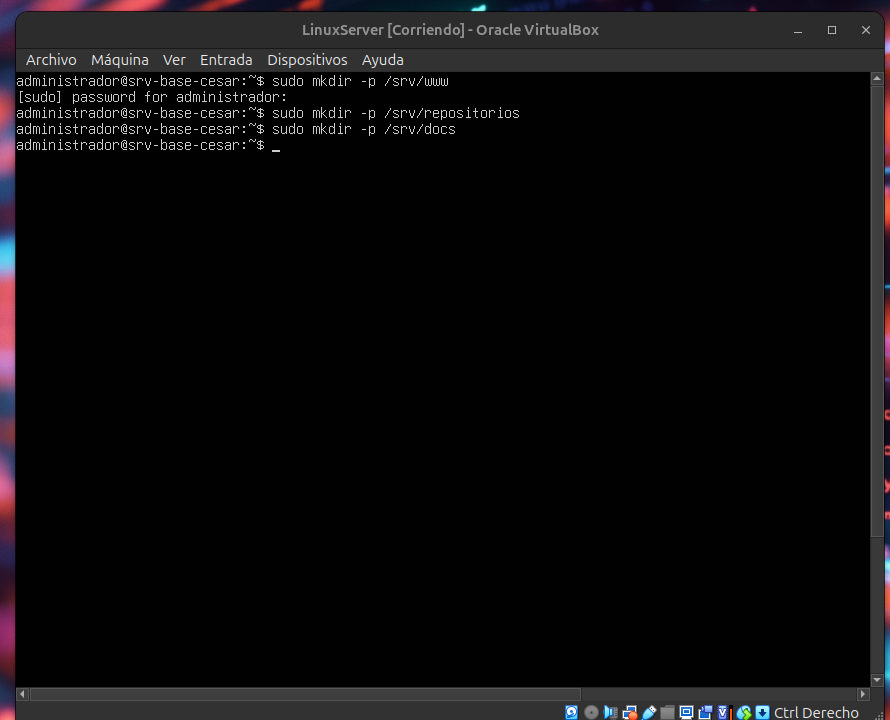 LinuxServer [Corriendo] - Oracle VirtualBox
Archivo Máquina Ver Entrada Dispositivos Ayuda
administrador@srv-base-cesar:~$ sudo mkdir -p /srv/www
[sudo] password for administrador:
administrador@srv-base-cesar:~$ sudo mkdir -p /srv/repositorios
administrador@srv-base-cesar:~$ sudo mkdir -p /srv/docs
administrador@srv-base-cesar:~$ _
Ctrl Derecho